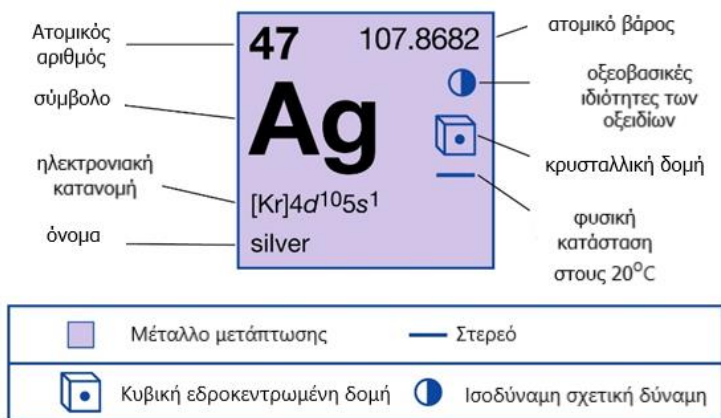 Ατομικός
αριθμός
σύμβολο
ηλεκτρονιακή
κατανομή
όνομα
47
107.8682
Ag
[Kr]4d¹⁰5s¹
silver
ατομικό βάρος
οξεοβασικές
ιδιότητες των
οξειδίων
κρυσταλλική δομή
φυσική
κατάσταση
στους 20⁰C
Μέταλλο μετάπτωσης
Στερεό
Κυβική εδροκεντρωμένη δομή
Ισοδύναμη σχετική δύναμη